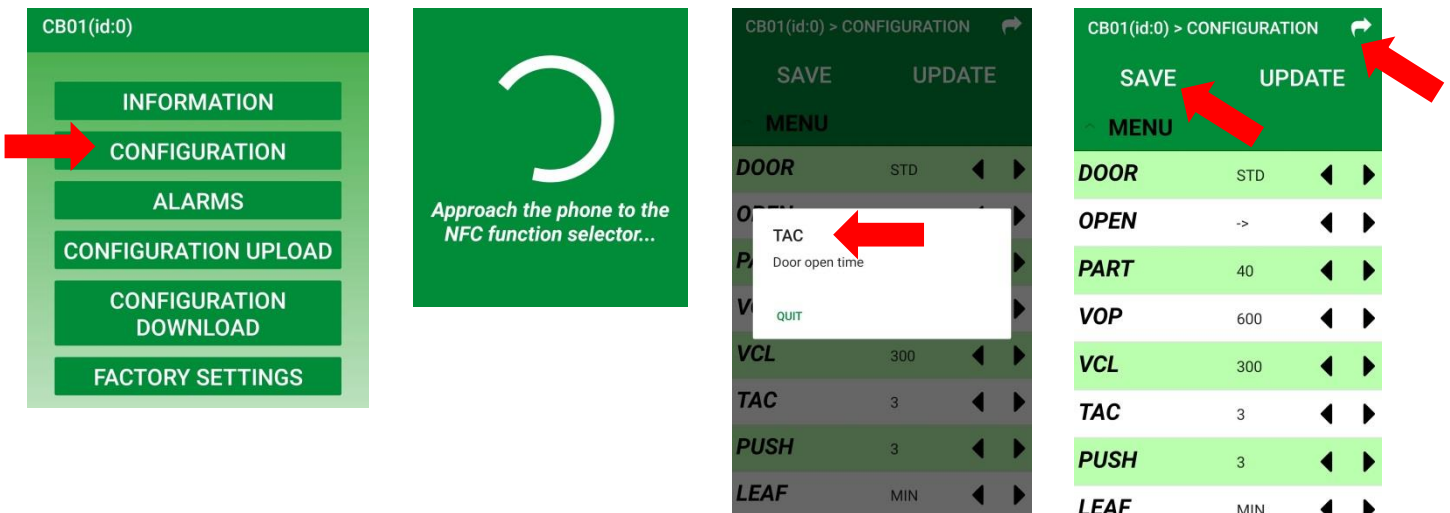 CB01(id:0)
INFORMATION
CONFIGURATION
ALARMS
CONFIGURATION UPLOAD
CONFIGURATION
DOWNLOAD
FACTORY SETTINGS
Approach the phone to the
NFC function selector...
CB01(id:0) > CONFIGURATION
SAVE UPDATE
MENU
DOOR STD
TAC
Door open time
QUIT
VCL 300
TAC 3
PUSH 3
LEAF MIN
CB01(id:0) > CONFIGURATION
SAVE UPDATE
MENU
DOOR STD
OPEN ->
PART 40
VOP 600
VCL 300
TAC 3
PUSH 3
LEAF MIN